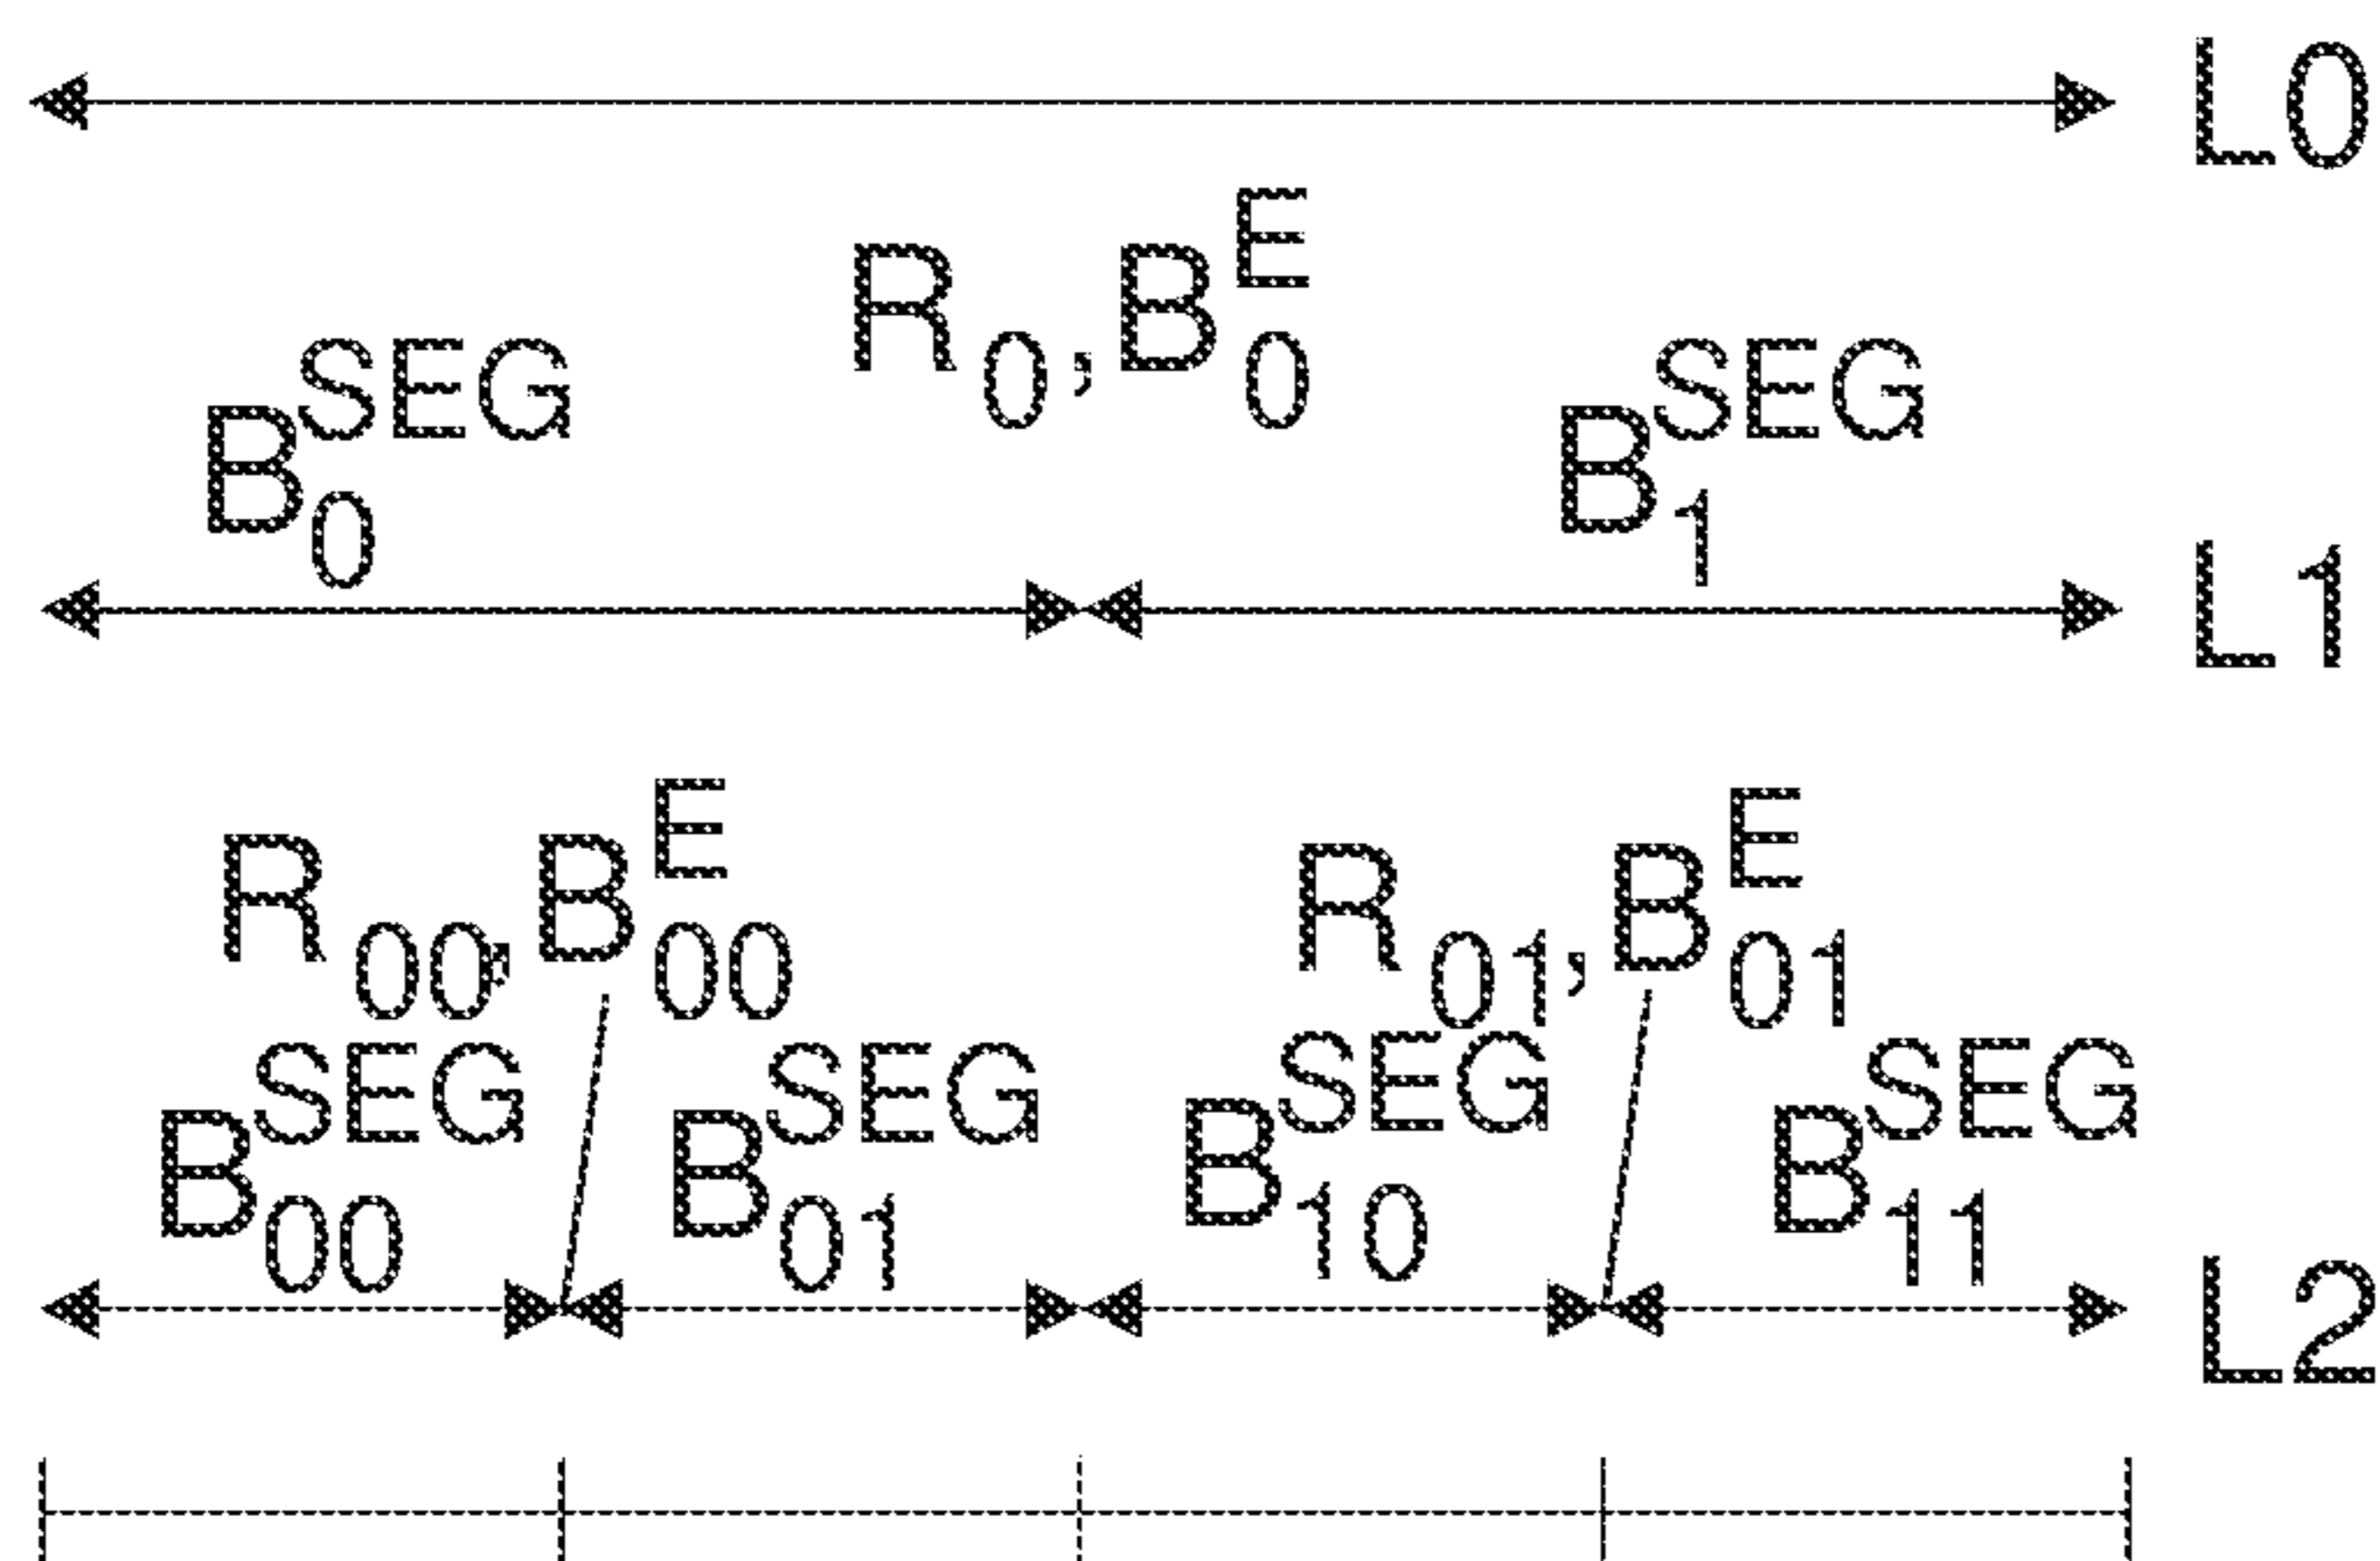 L0
R₀,B₀ᴱ
B₀ˢᴱᴳ B₁ˢᴱᴳ
L1
R₀₀,B₀₀ᴱ R₀₁,B₀₁ᴱ
B₀₀ˢᴱᴳ B₀₁ˢᴱᴳ B₁₀ˢᴱᴳ B₁₁ˢᴱᴳ
L2